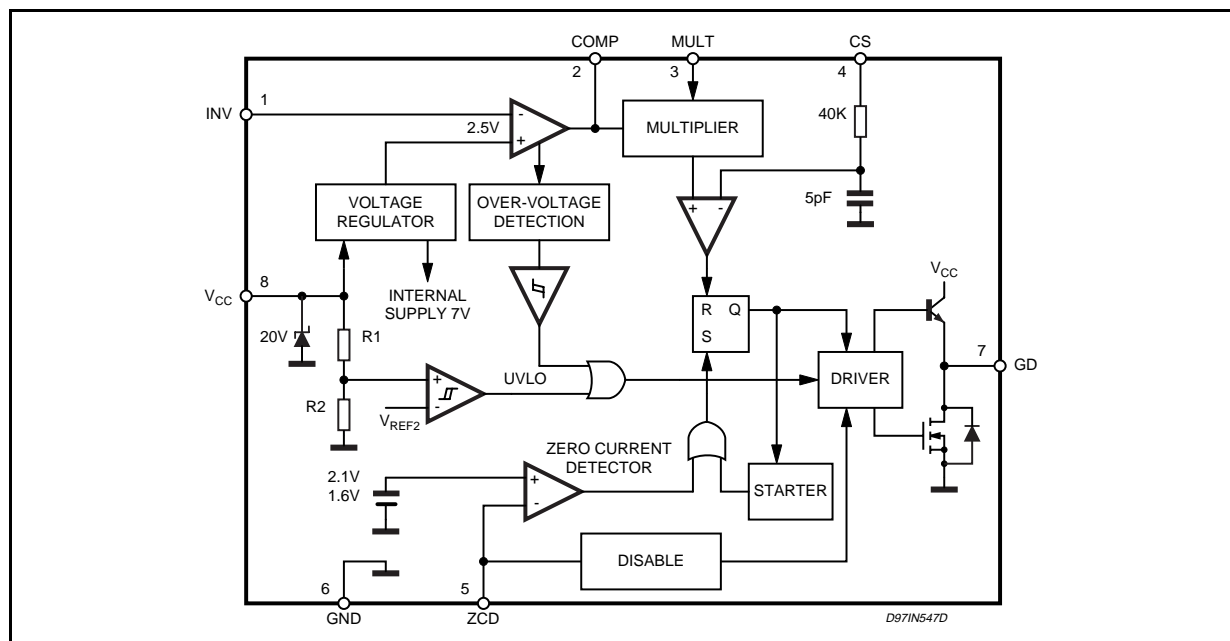 COMP
MULT
CS
2
3
4
INV
1
2.5V
-
+
MULTIPLIER
40K
5pF
VOLTAGE
REGULATOR
OVER-VOLTAGE
DETECTION
+
-
INTERNAL
SUPPLY 7V
VCC
8
20V
R1
R2
R
Q
S
VCC
7
GD
DRIVER
UVLO
+
-
VREF2
ZERO CURRENT
DETECTOR
2.1V
1.6V
+
-
STARTER
DISABLE
6
GND
5
ZCD
D97IN547D